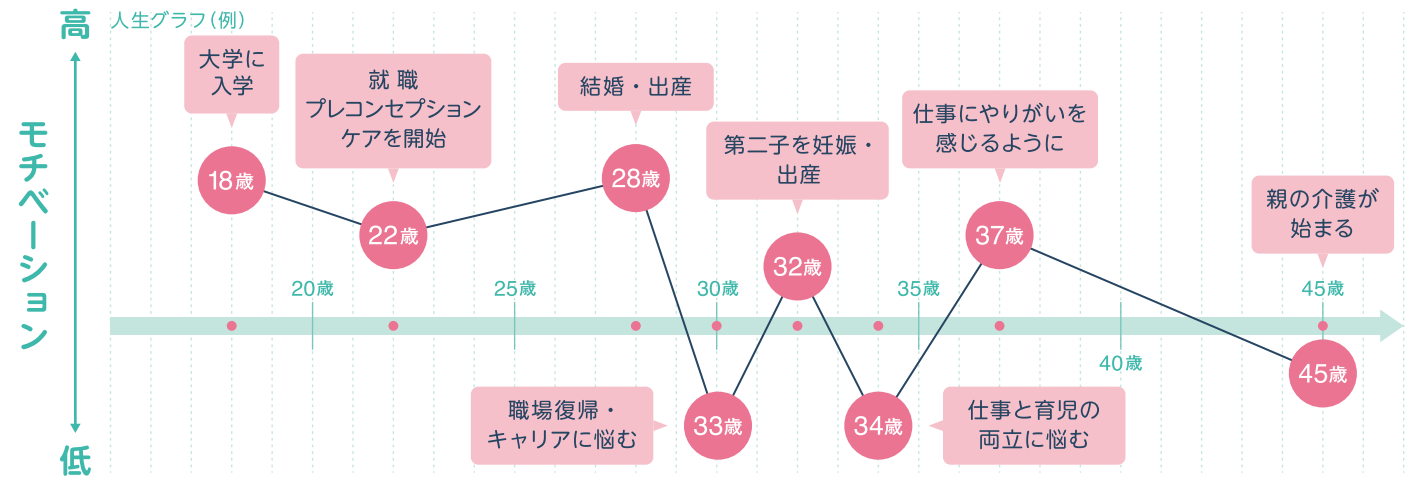 高
人生グラフ(例)
モチベーション
低
大学に
入学
18歳
就 職
プレコンセプション
ケアを開始
22歳
結婚・出産
28歳
職場復帰・
キャリアに悩む
33歳
第二子を妊娠・
出産
32歳
仕事と育児の
両立に悩む
34歳
仕事にやりがいを
感じるように
37歳
親の介護が
始まる
45歳
20歳
25歳
30歳
35歳
40歳
45歳